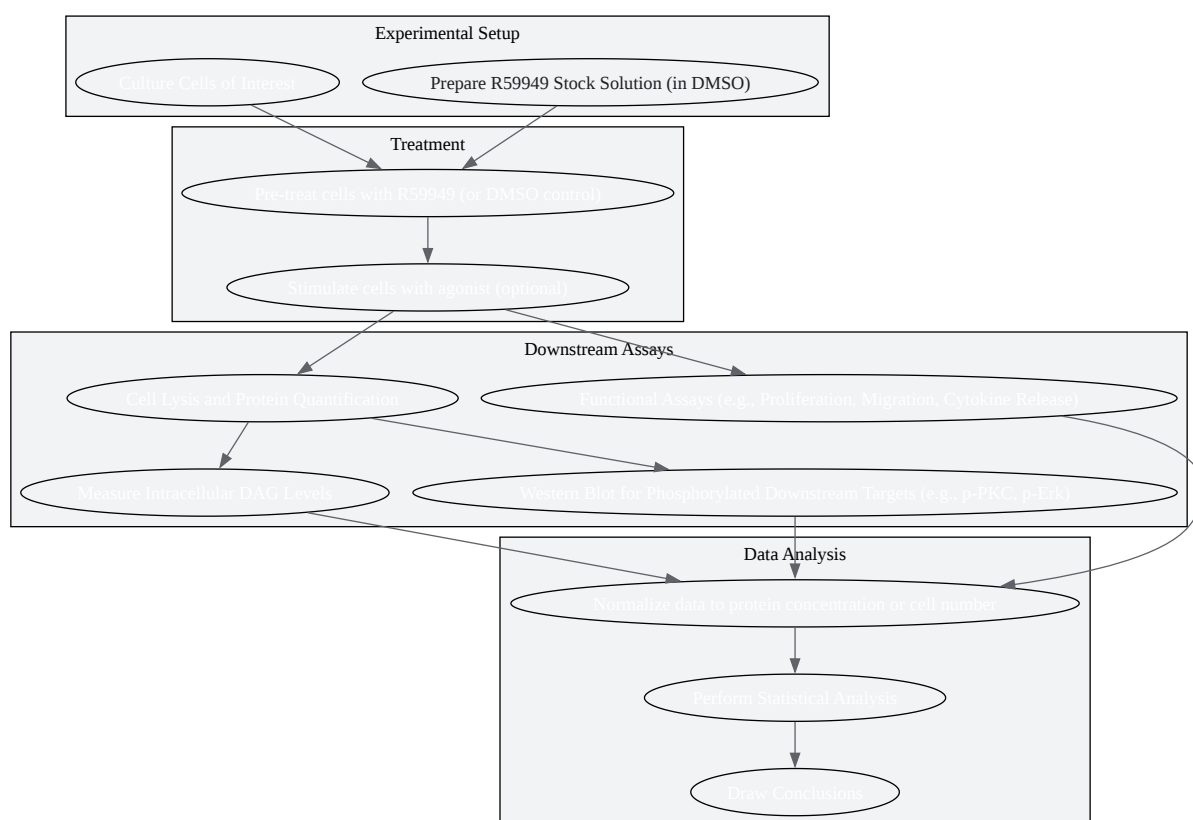 Experimental Setup
Culture Cells of Interest
Prepare R59949 Stock Solution (in DMSO)
Treatment
Pre-treat cells with R59949 (or DMSO control)
Stimulate cells with agonist (optional)
Downstream Assays
Cell Lysis and Protein Quantification
Functional Assays (e.g., Proliferation, Migration, Cytokine Release)
Measure Intracellular DAG Levels
Western Blot for Phosphorylated Downstream Targets (e.g., p-PKC, p-Erk)
Data Analysis
Normalize data to protein concentration or cell number
Perform Statistical Analysis
Draw Conclusions